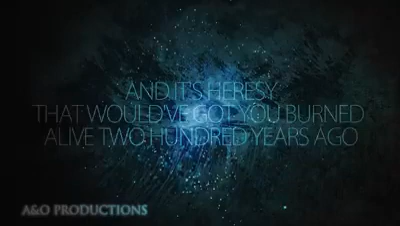 AND IT'S HERESY
THAT WOULD'VE GOT YOU BURNED
ALIVE TWO HUNDRED YEARS AGO
A&O PRODUCTIONS